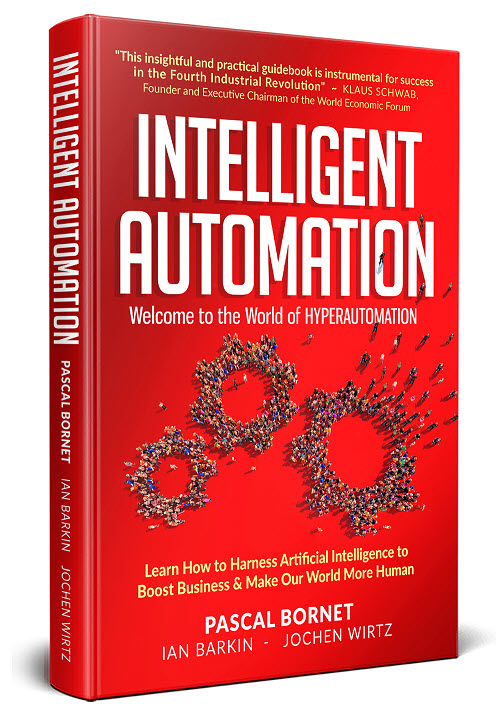 "This insightful and practical guidebook is instrumental for success
in the Fourth Industrial Revolution" ~ KLAUS SCHWAB,
Founder and Executive Chairman of the World Economic Forum
INTELLIGENT
AUTOMATION
Welcome to the World of HYPERAUTOMATION
Learn How to Harness Artificial Intelligence to
Boost Business & Make Our World More Human
PASCAL BORNET
IAN BARKIN - JOCHEN WIRTZ
INTELLIGENT AUTOMATION PASCAL BORNET IAN BARKIN JOCHEN WIRTZ